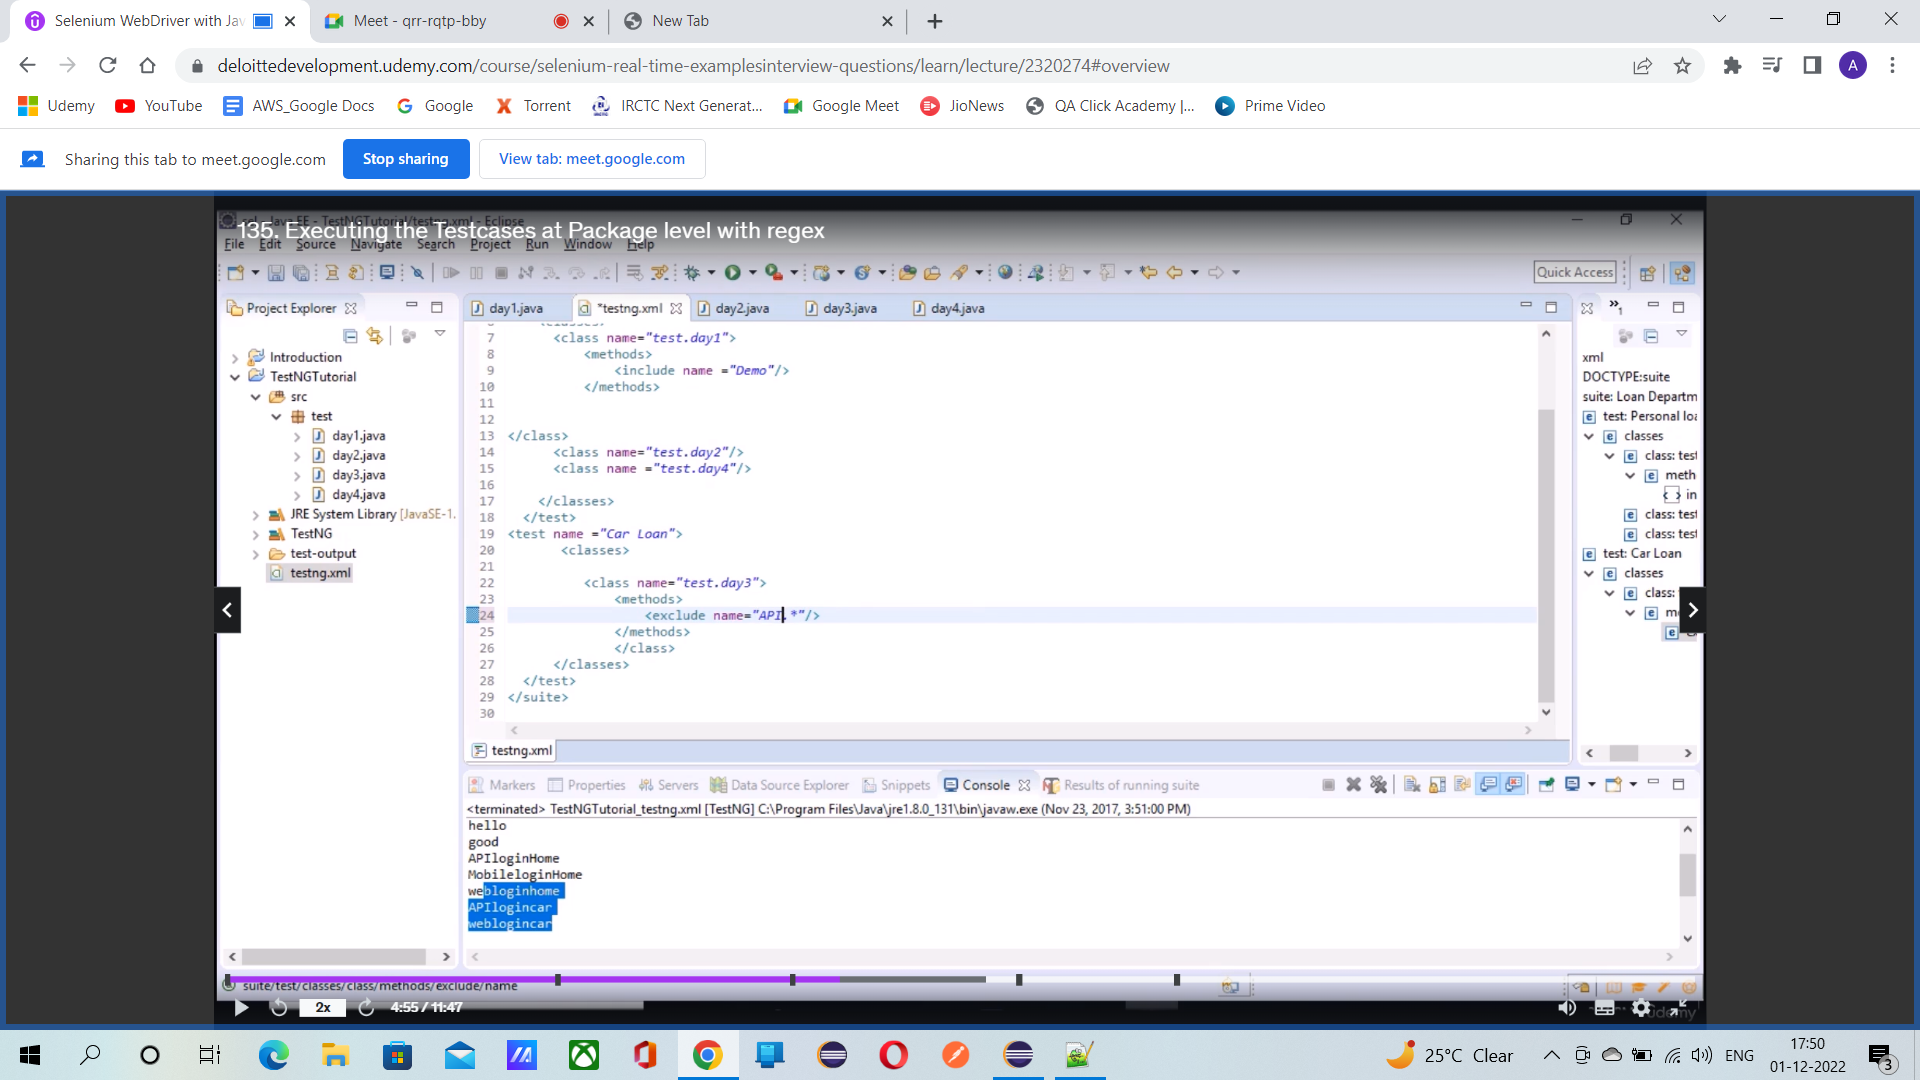 Selenium WebDriver with Jav
Meet - qrr-rqtp-bby
New Tab
deloittedevelopment.udemy.com/course/selenium-real-time-examplesinterview-questions/learn/lecture/2320274#overview
A
Udemy
YouTube
AWS_Google Docs
Google
Torrent
IRCTC Next Generat...
Google Meet
JioNews
QA Click Academy |...
Prime Video
Sharing this tab to meet.google.com
Stop sharing
View tab: meet.google.com
135. Executing the Testcases at Package level with regex
File Edit Source Navigate Search Project Run Window Help
Quick Access
Project Explorer
Introduction
TestNGTutorial
src
test
day1.java
day2.java
day3.java
day4.java
JRE System Library [JavaSE-1.
TestNG
test-output
testng.xml
day1.java
*testng.xml
day2.java
day3.java
day4.java
7 <class name="test.day1">
8 <methods>
9 <include name ="Demo"/>
10 </methods>
11
12
13 </class>
14 <class name="test.day2"/>
15 <class name ="test.day4"/>
16
17 </classes>
18 </test>
19 <test name ="Car Loan">
20 <classes>
21
22 <class name="test.day3">
23 <methods>
24 <exclude name="API.*"/>
25 </methods>
26 </class>
27 </classes>
28 </test>
29 </suite>
30
testng.xml
xml
DOCTYPE:suite
suite: Loan Departm
test: Personal loa
classes
class: test
meth
in
class: test
class: test
test: Car Loan
classes
class:
m
Markers
Properties
Servers
Data Source Explorer
Snippets
Console
Results of running suite
<terminated> TestNGTutorial_testng.xml [TestNG] C:\Program Files\Java\jre1.8.0_131\bin\javaw.exe (Nov 23, 2017, 3:51:00 PM)
hello
good
APIloginHome
MobileloginHome
webloginhome
APIlogincar
weblogincar
suite/test/classes/class/methods/exclude/name
2x
4:55 / 11:47
udemy
25°C Clear
ENG
17:50
01-12-2022
3